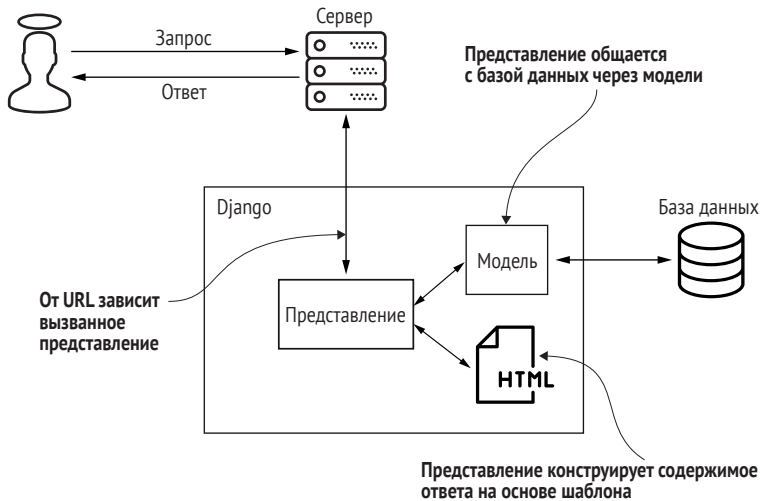 Сервер
Запрос
Ответ
Представление общается
с базой данных через модели
Django
База данных
Модель
От URL зависит
вызванное
представление
Представление
HTML
Представление конструирует содержимое
ответа на основе шаблона